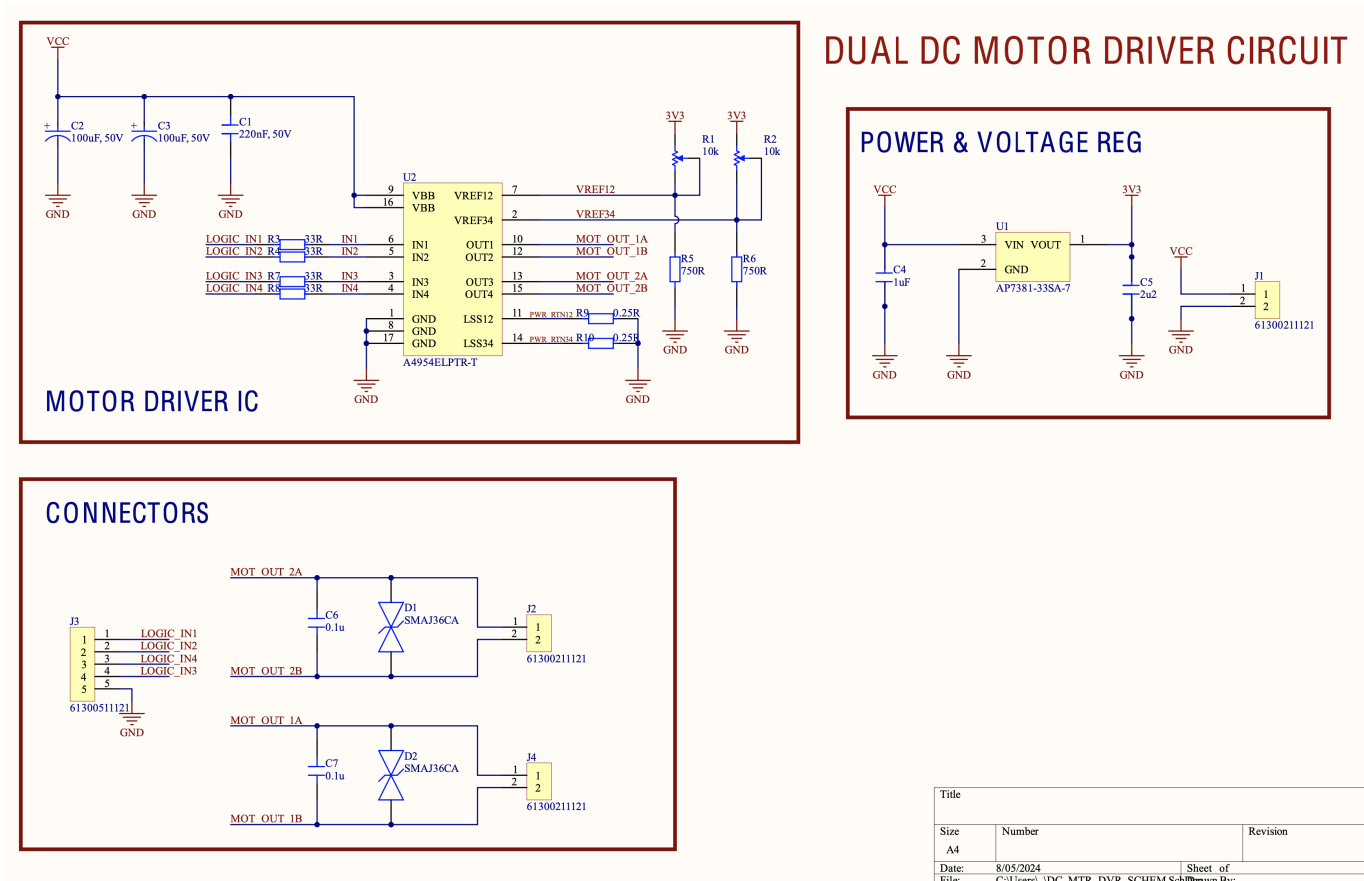 DUAL DC MOTOR DRIVER CIRCUIT
VCC
+
C2
100uF, 50V
+
C3
100uF, 50V
C1
220nF, 50V
GND
GND
GND
3V3
3V3
R1
10k
R2
10k
U2
9
16
VBB
VBB
VREF12
7
VREF12
VREF34
2
VREF34
LOGIC_IN1 R3 33R IN1 6 IN1
LOGIC_IN2 R4 33R IN2 5 IN2
LOGIC_IN3 R7 33R IN3 3 IN3
LOGIC_IN4 R8 33R IN4 4 IN4
OUT1 10 MOT_OUT_1A
OUT2 12 MOT_OUT_1B
OUT3 13 MOT_OUT_2A
OUT4 15 MOT_OUT_2B
1 GND
8 GND
17 GND
LSS12 11 PWR_RTN12 R9 0.25R
LSS34 14 PWR_RTN34 R10 0.25R
A4954ELPTR-T
R5
750R
R6
750R
GND
GND
GND
GND
MOTOR DRIVER IC
POWER & VOLTAGE REG
VCC
3V3
U1
3 VIN VOUT 1
2 GND
AP7381-33SA-7
C4
1uF
C5
2u2
GND
GND
GND
VCC
J1
1 1
2 2
61300211121
GND
CONNECTORS
J3
1 1 LOGIC_IN1
2 2 LOGIC_IN2
3 3 LOGIC_IN4
4 4 LOGIC_IN3
5 5
61300511121
GND
MOT_OUT_2A
C6
0.1u
D1
SMAJ36CA
J2
1 1
2 2
61300211121
MOT_OUT_2B
MOT_OUT_1A
C7
0.1u
D2
SMAJ36CA
J4
1 1
2 2
61300211121
MOT_OUT_1B
Title
Size
A4
Number
Revision
Date: 8/05/2024 Sheet of
File: